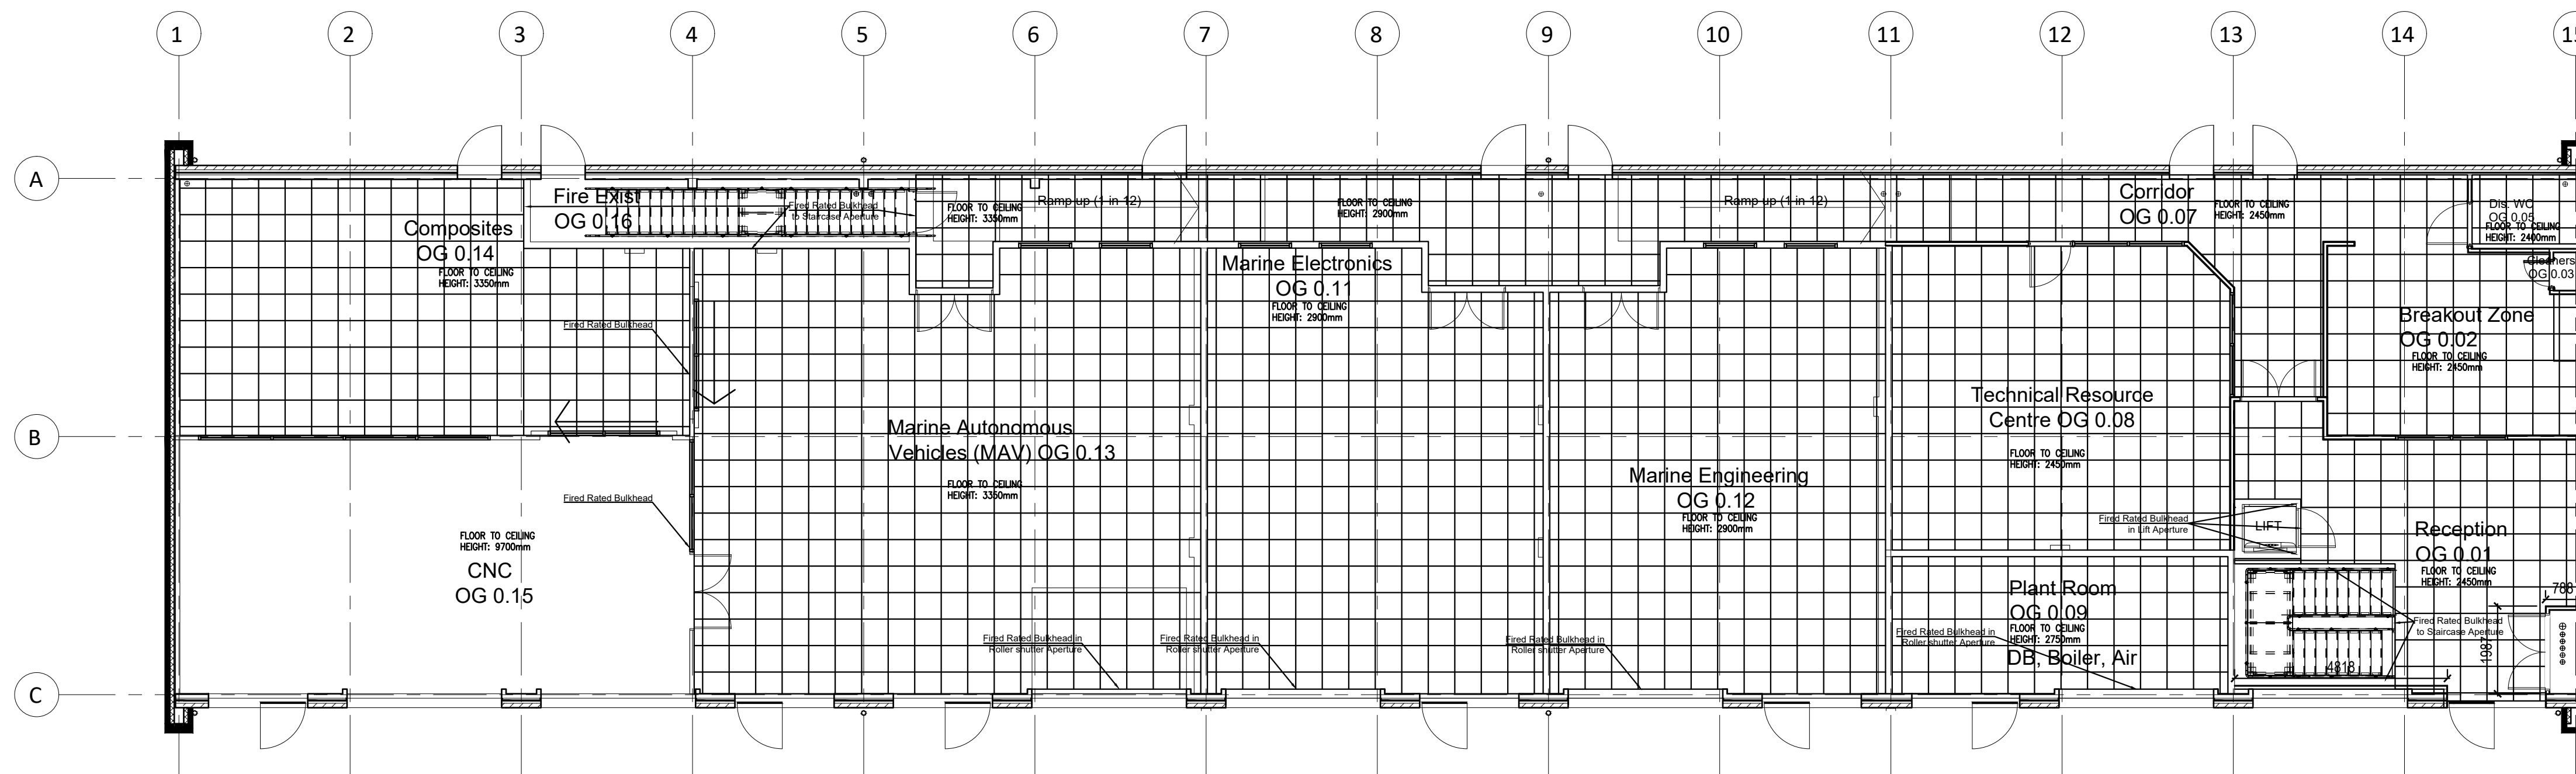 1
2
3
4
5
6
7
8
9
10
11
12
13
14
A
B
C
Composites
OG 0.14
FLOOR TO CEILING
HEIGHT: 3350mm
Fire Exist
OG 0.16
Fired Rated Bulkhead
to Staircase Aperture
FLOOR TO CEILING
HEIGHT: 3350mm
Ramp up (1 in 12)
FLOOR TO CEILING
HEIGHT: 2900mm
Ramp up (1 in 12)
Corridor
OG 0.07
FLOOR TO CEILING
HEIGHT: 2450mm
Dis. WC
OG 0.05
FLOOR TO CEILING
HEIGHT: 2400mm
Cleaners
OG 0.03
Marine Electronics
OG 0.11
FLOOR TO CEILING
HEIGHT: 2900mm
Breakout Zone
OG 0.02
FLOOR TO CEILING
HEIGHT: 2450mm
Fired Rated Bulkhead
Marine Autonomous
Vehicles (MAV) OG 0.13
FLOOR TO CEILING
HEIGHT: 3350mm
Technical Resource
Centre OG 0.08
FLOOR TO CEILING
HEIGHT: 2450mm
Marine Engineering
OG 0.12
FLOOR TO CEILING
HEIGHT: 2900mm
Fired Rated Bulkhead
FLOOR TO CEILING
HEIGHT: 9700mm
CNC
OG 0.15
Fired Rated Bulkhead
in Lift Aperture
LIFT
Reception
OG 0.01
FLOOR TO CEILING
HEIGHT: 2450mm
Plant Room
OG 0.09
FLOOR TO CEILING
HEIGHT: 2750mm
DB, Boiler, Air
Fired Rated Bulkhead in
Roller shutter Aperture
Fired Rated Bulkhead in
Roller shutter Aperture
Fired Rated Bulkhead in
Roller shutter Aperture
Fired Rated Bulkhead in
Roller shutter Aperture
Fired Rated Bulkhead
to Staircase Aperture
788
1987
4818